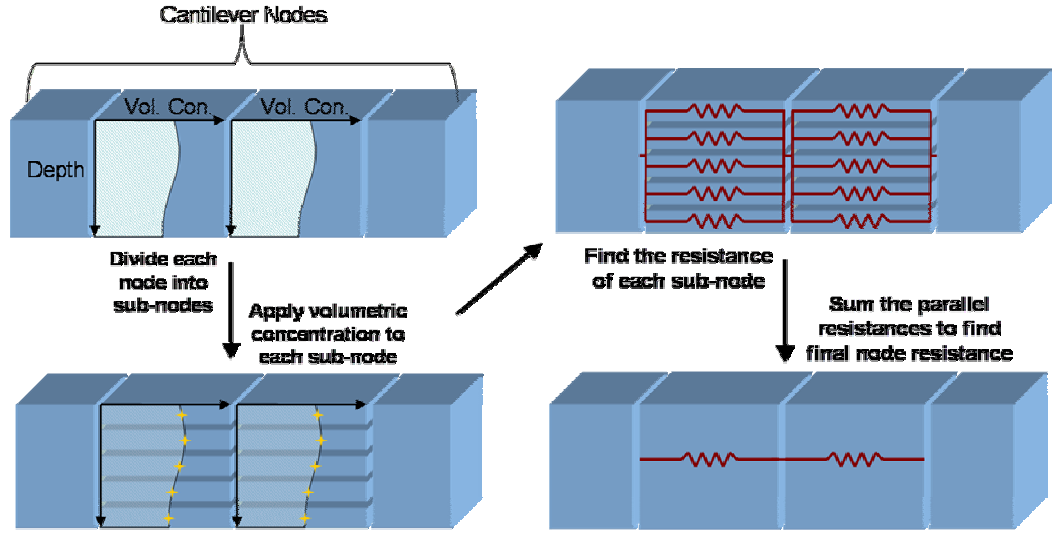 Cantilever Nodes
Vol. Con.
Vol. Con.
Depth
Divide each
node into
sub-nodes
Apply volumetric
concentration to
each sub-node
Find the resistance
of each sub-node
Sum the parallel
resistances to find
final node resistance